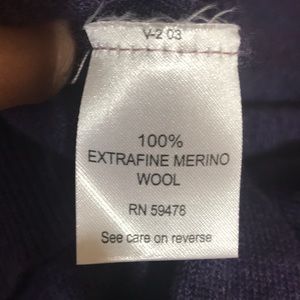 V-2 03
100%
EXTRAFINE MERINO
WOOL
RN 59478
See care on reverse